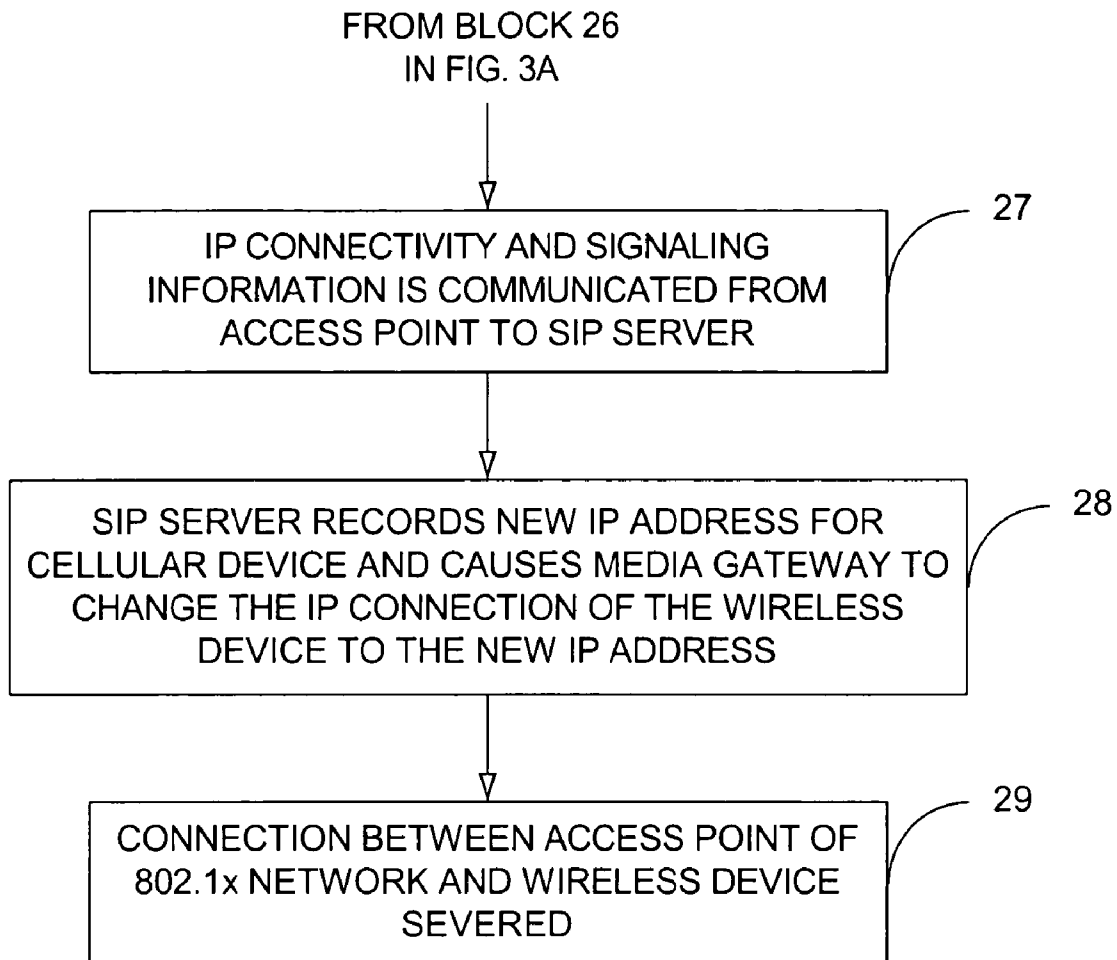 FROM BLOCK 26
IN FIG. 3A
27
IP CONNECTIVITY AND SIGNALING
INFORMATION IS COMMUNICATED FROM
ACCESS POINT TO SIP SERVER
28
SIP SERVER RECORDS NEW IP ADDRESS FOR
CELLULAR DEVICE AND CAUSES MEDIA GATEWAY TO
CHANGE THE IP CONNECTION OF THE WIRELESS
DEVICE TO THE NEW IP ADDRESS
29
CONNECTION BETWEEN ACCESS POINT OF
802.1x NETWORK AND WIRELESS DEVICE
SEVERED